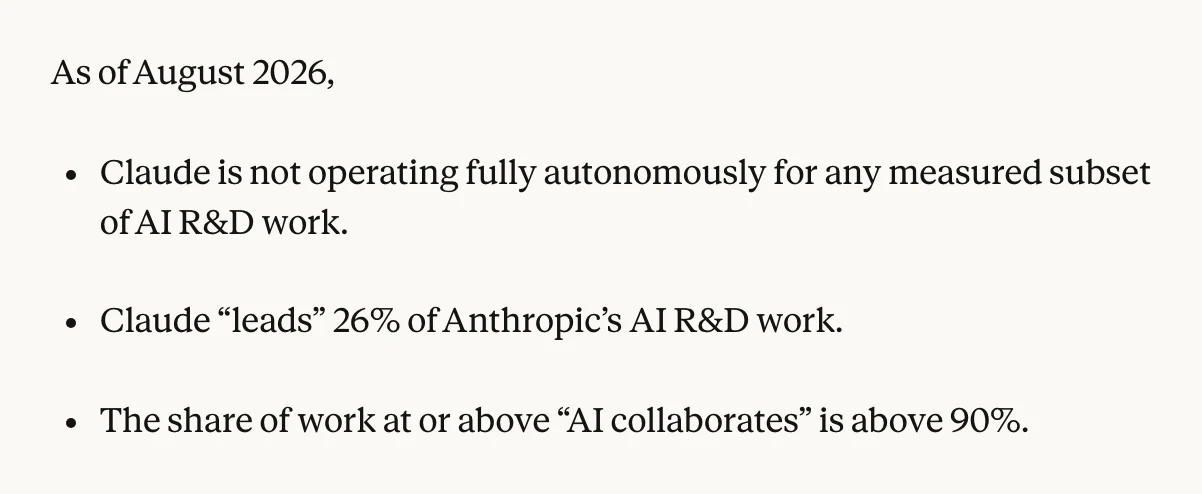 As of August 2026,
• Claude is not operating fully autonomously for any measured subset
of AI R&D work.
• Claude “leads” 26% of Anthropic’s AI R&D work.
• The share of work at or above “AI collaborates” is above 90%.